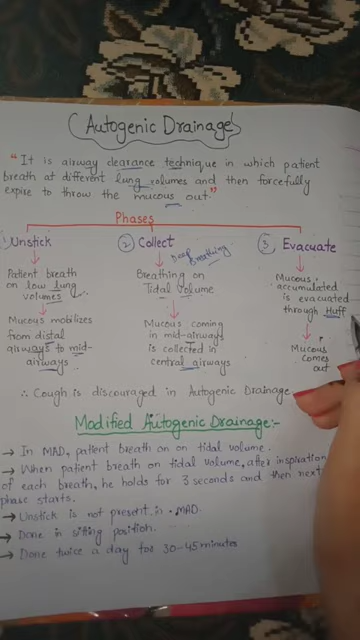 Autogenic Drainage
"It is airway clearance technique in which patient
breath at different lung volumes and then forcefully
expire to throw the mucous out."
Phases
1 Unstick
Patient breath
on low lung
volumes
Mucous mobilizes
from distal
airways to mid-
airways
2 Collect
Deep breathing
Breathing on
Tidal volume
Mucous coming
in mid-airways
is collected in
central airways
3 Evacuate
Mucous
accumulated
is evacuated
through Huff
Mucous
comes
out
∴ Cough is discouraged in Autogenic Drainage
Modified Autogenic Drainage:-
→ In MAD, patient breath on on tidal volume.
→ When patient breath on tidal volume, after inspiration
of each breath, he holds for 3 seconds and then next
phase starts.
→ Unstick is not present in MAD.
→ Done in sitting position.
→ Done twice a day for 30-45 minutes